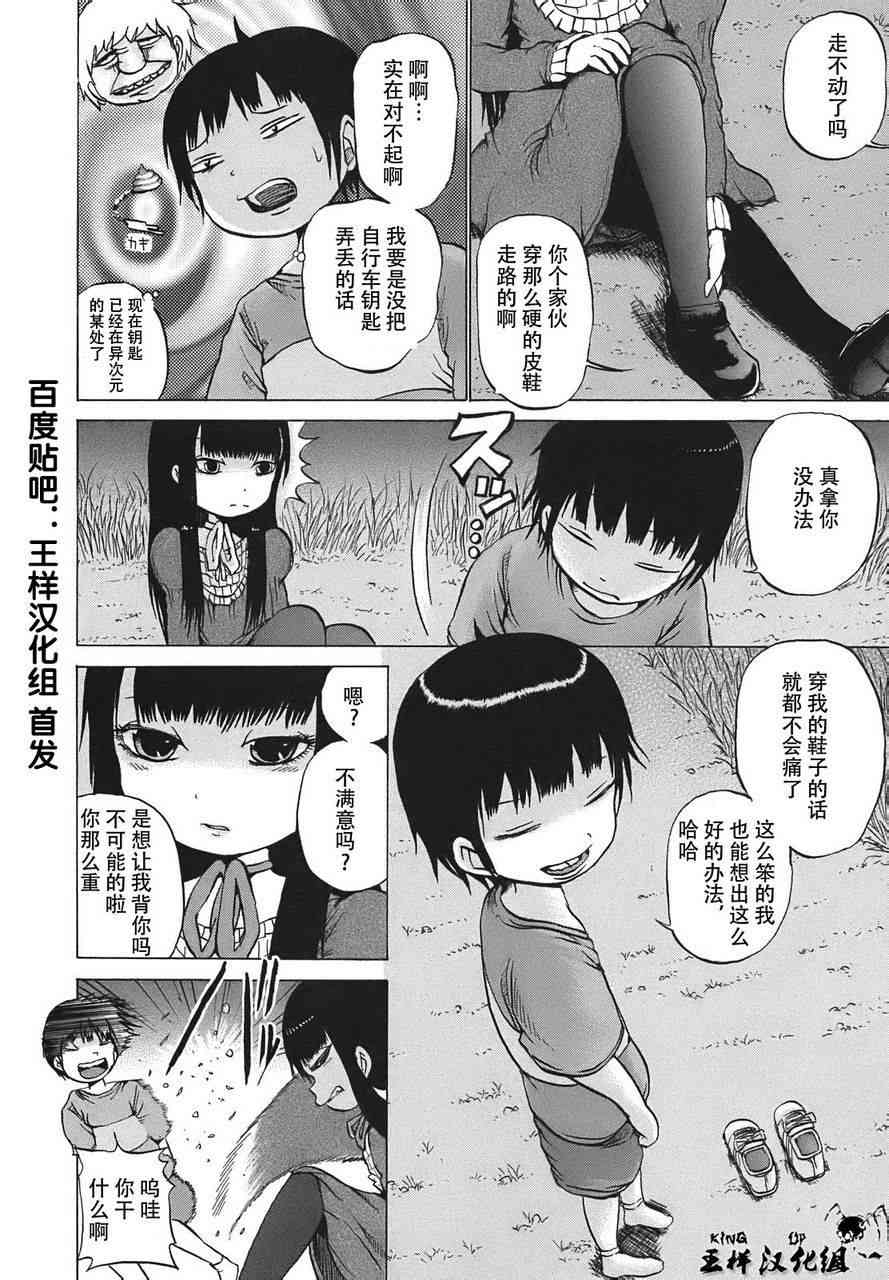 走不动了吗
你个家伙
穿那么硬的皮鞋
走路的啊
啊啊…
实在对不起啊
我要是没把
自行车钥匙
弄丢的话
カギ
现在钥匙
已经在异次元
的某处了
真拿你
没办法
スッ…
穿我的鞋子的话
就都不会痛了
这么笨的我
也能想出这么
好的办法,
哈哈
嗯?
不满意吗?
是想让我背你吗
不可能的啦
你那么重
呜哇
你干
什么啊
百度贴吧：王样汉化组 首发
KING
王样汉化组